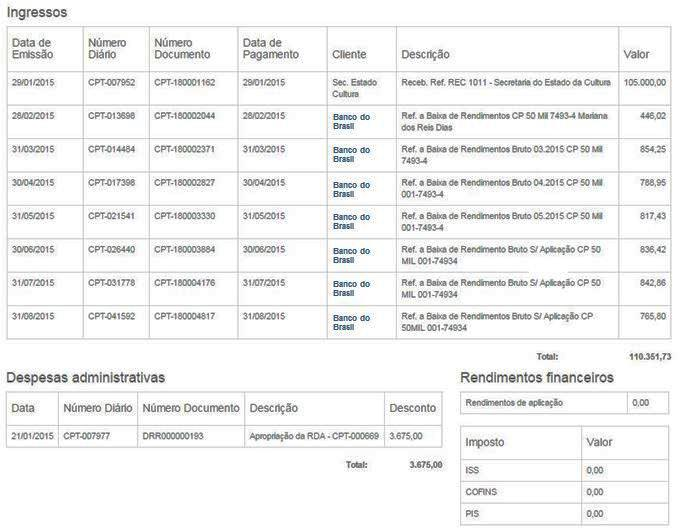 Ingressos
Data de Emissão Número Diário Número Documento Data de Pagamento Cliente Descrição Valor
29/01/2015 CPT-007952 CPT-180001162 29/01/2015 Sec. Estado Cultura Receb. Ref. REC 1011 - Secretaria do Estado da Cultura 105.000,00
28/02/2015 CPT-013698 CPT-180002044 28/02/2015 Banco do Brasil Ref. a Baixa de Rendimentos CP 50 Mil 7493-4 Mariana dos Reis Dias 446,02
31/03/2015 CPT-014484 CPT-180002371 31/03/2015 Banco do Brasil Ref. a Baixa de Rendimentos Bruto 03.2015 CP 50 Mil 7493-4 854,25
30/04/2015 CPT-017398 CPT-180002827 30/04/2015 Banco do Brasil Ref. a Baixa de Rendimentos Bruto 04.2015 CP 50 Mil 001-7493-4 788,95
31/05/2015 CPT-021541 CPT-180003330 31/05/2015 Banco do Brasil Ref. a Baixa de Rendimentos Bruto 05.2015 CP 50 Mil 001-7493-4 817,43
30/06/2015 CPT-026440 CPT-180003884 30/06/2015 Banco do Brasil Ref. a Baixa de Rendimento Bruto S/ Aplicação CP 50 MIL 001-74934 836,42
31/07/2015 CPT-031778 CPT-180004176 31/07/2015 Banco do Brasil Ref. a Baixa de Rendimento Bruto S/ Aplicação CP 50 MIL 001-74934 842,86
31/08/2015 CPT-041592 CPT-180004817 31/08/2015 Banco do Brasil Ref. a Baixa de Rendimentos Bruto S/ Aplicação CP 50MIL 001-74934 765,80
Total: 110.351,73
Despesas administrativas
Data Número Diário Número Documento Descrição Desconto
21/01/2015 CPT-007977 DRR000000193 Apropriação da RDA - CPT-000669 3.675,00
Total: 3.675,00
Rendimentos financeiros
Rendimentos de aplicação 0,00
Imposto Valor
ISS 0,00
COFINS 0,00
PIS 0,00